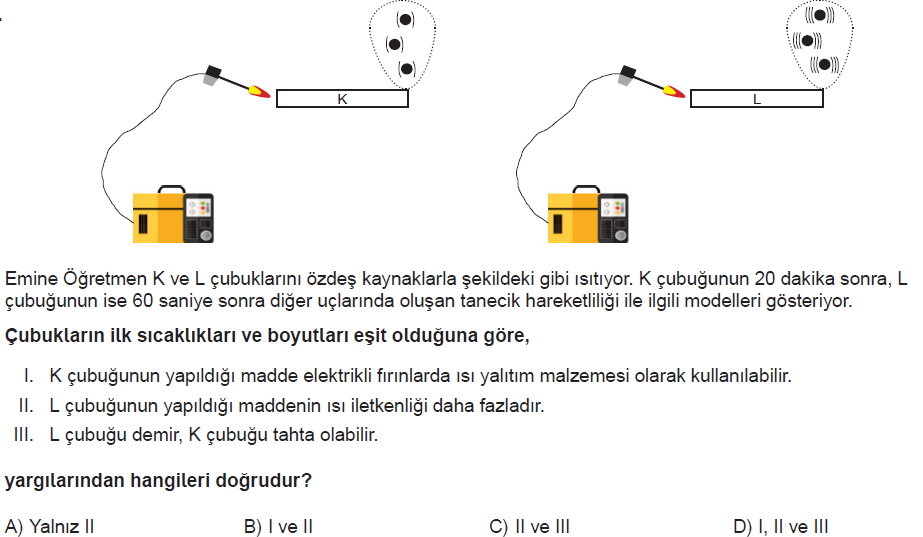 K
L
Emine Öğretmen K ve L çubuklarını özdeş kaynaklarla şekildeki gibi ısıtıyor. K çubuğunun 20 dakika sonra, L
çubuğunun ise 60 saniye sonra diğer uçlarında oluşan tanecik hareketliliği ile ilgili modelleri gösteriyor.
Çubukların ilk sıcaklıkları ve boyutları eşit olduğuna göre,
I. K çubuğunun yapıldığı madde elektrikli fırınlarda ısı yalıtım malzemesi olarak kullanılabilir.
II. L çubuğunun yapıldığı maddenin ısı iletkenliği daha fazladır.
III. L çubuğu demir, K çubuğu tahta olabilir.
yargılarından hangileri doğrudur?
A) Yalnız II B) I ve II C) II ve III D) I, II ve III